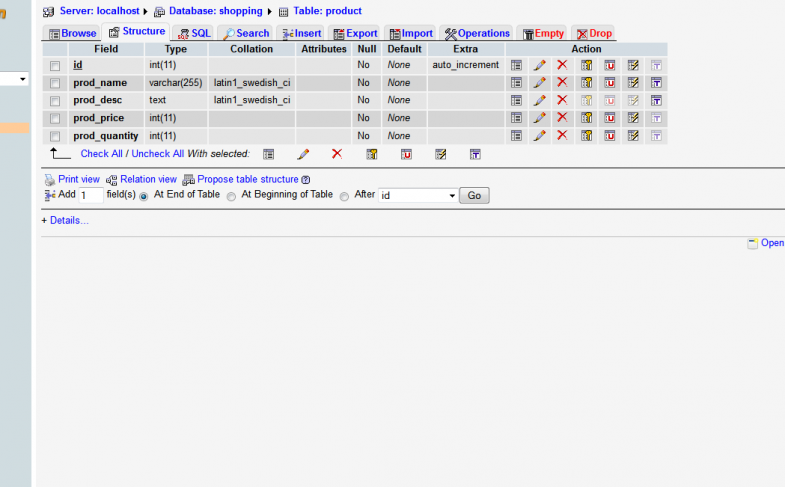 Server: localhost Database: shopping Table: product
Browse Structure SQL Search Insert Export Import Operations Empty Drop
Field Type Collation Attributes Null Default Extra Action
id int(11) No None auto_increment
prod_name varchar(255) latin1_swedish_ci No None
prod_desc text latin1_swedish_ci No None
prod_price int(11) No None
prod_quantity int(11) No None
Check All / Uncheck All With selected:
Print view Relation view Propose table structure
Add 1 field(s) At End of Table At Beginning of Table After id Go
+ Details...
Open